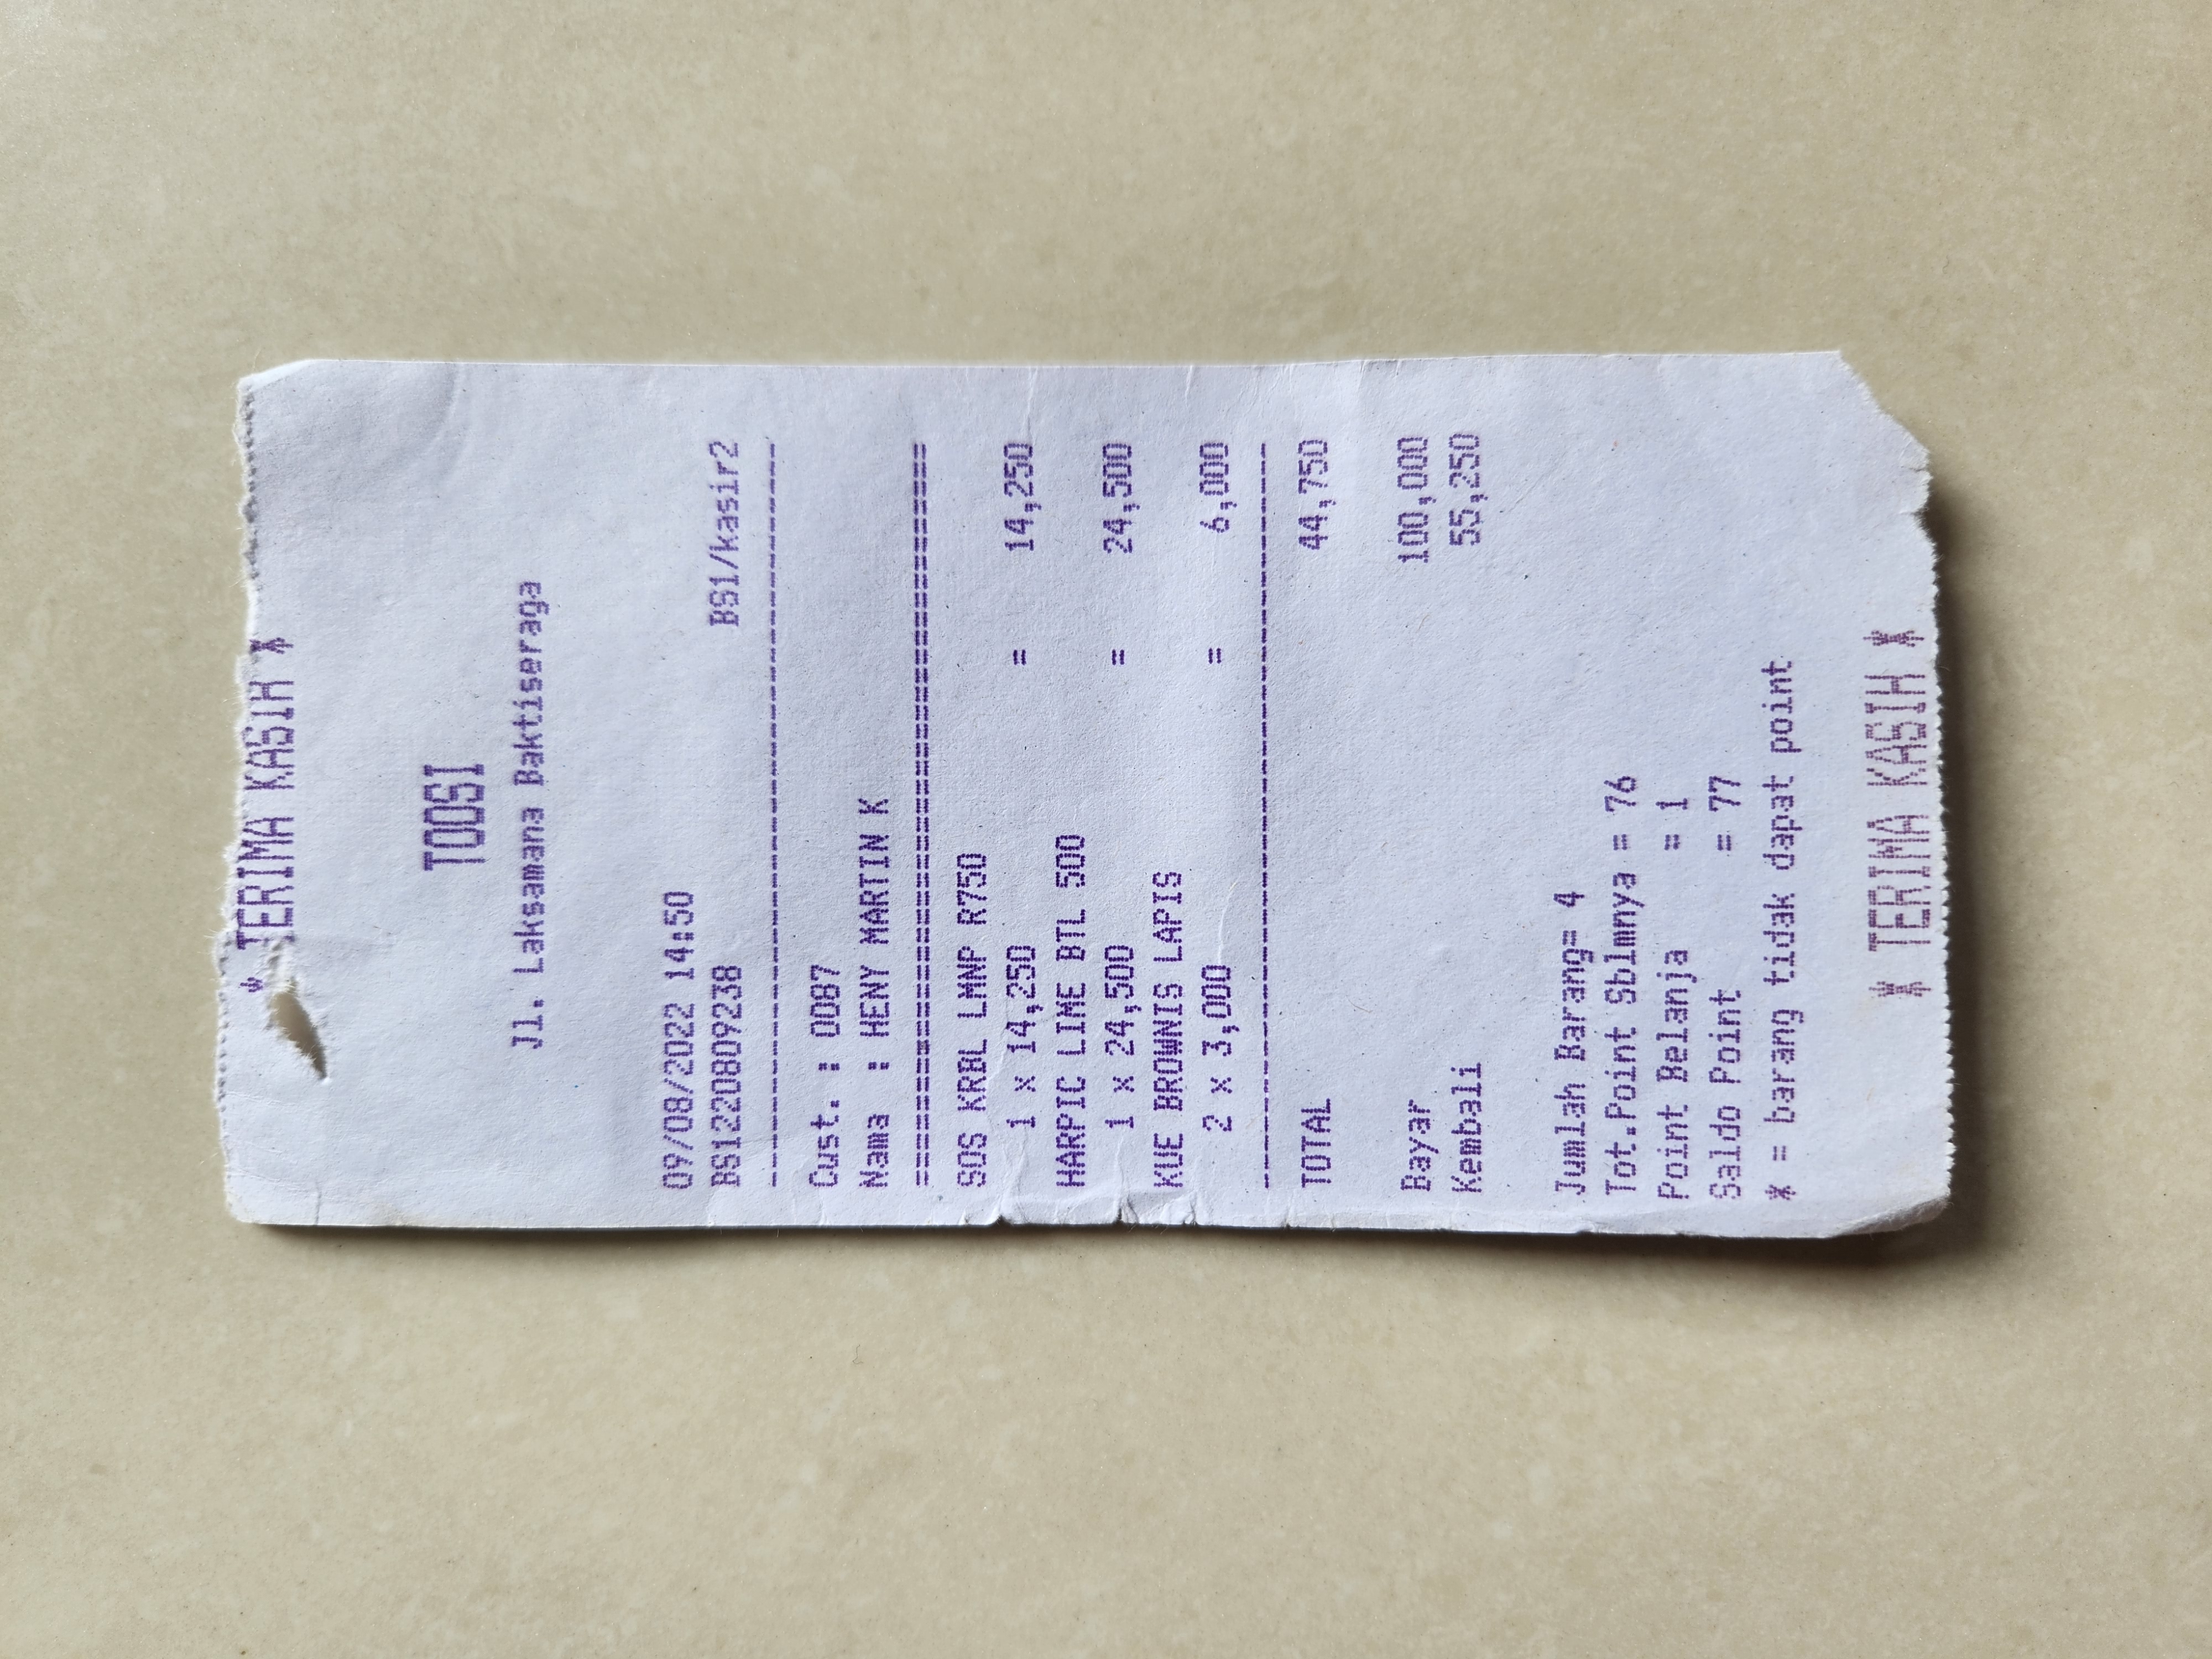 * TERIMA KASIH *
TOOSI
Jl. Laksamana Baktiseraga
09/08/2022 14:50
BS1220809238 BS1/kasir2
----------------------------------------
Cust. : 0087
Nama : HENY MARTIN K
========================================
SOS KRBL LMNP R750
1 x 14,250 = 14,250
HARPIC LIME BTL 500
1 x 24,500 = 24,500
KUE BROWNIS LAPIS
2 x 3,000 = 6,000
----------------------------------------
TOTAL 44,750
Bayar 100,000
Kembali 55,250
Jumlah Barang= 4
Tot.Point Sblmnya = 76
Point Belanja = 1
Saldo Point = 77
* = barang tidak dapat point
* TERIMA KASIH *